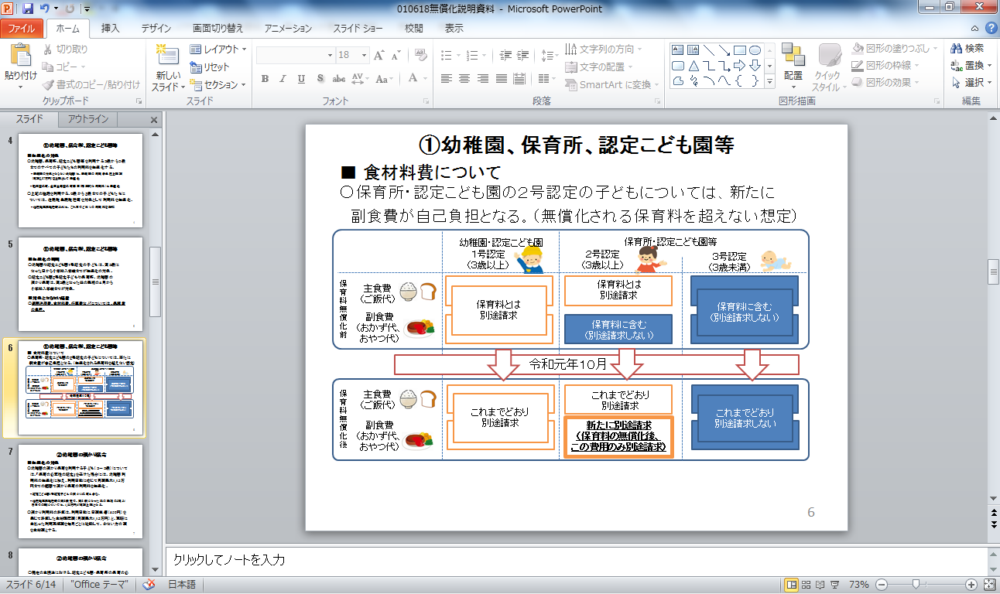 010618無償化説明資料 - Microsoft PowerPoint
ファイル ホーム 挿入 デザイン 画面切り替え アニメーション スライド ショー 校閲 表示
貼り付け
切り取り
コピー
書式のコピー/貼り付け
クリップボード
新しい
スライド
レイアウト
リセット
セクション
スライド
18
フォント
文字列の方向
文字の配置
SmartArt に変換
段落
配置
クイック
スタイル
図形の塗りつぶし
図形の枠線
図形の効果
図形描画
検索
置換
選択
編集
スライド アウトライン
4
①幼稚園、保育所、認定こども園等
5
①幼稚園、保育所、認定こども園等
6
①幼稚園、保育所、認定こども園等
7
②幼稚園の預かり保育
8
②幼稚園の預かり保育
①幼稚園、保育所、認定こども園等
■ 食材料費について
○保育所・認定こども園の2号認定の子どもについては、新たに
副食費が自己負担となる。（無償化される保育料を超えない想定）
幼稚園・認定こども園
1号認定
（3歳以上）
保育所・認定こども園等
2号認定
（3歳以上）
3号認定
（3歳未満）
保育料無償化前
主食費
（ご飯代）
副食費
（おかず代、
おやつ代）
保育料とは
別途請求
保育料とは
別途請求
保育料に含む
（別途請求しない）
保育料に含む
（別途請求しない）
令和元年10月
保育料無償化後
主食費
（ご飯代）
副食費
（おかず代、
おやつ代）
これまでどおり
別途請求
これまでどおり
別途請求
新たに別途請求
（保育料の無償化後、
この費用のみ別途請求）
これまでどおり
別途請求しない
6
クリックしてノートを入力
スライド 6/14 "Office テーマ" 日本語 73%